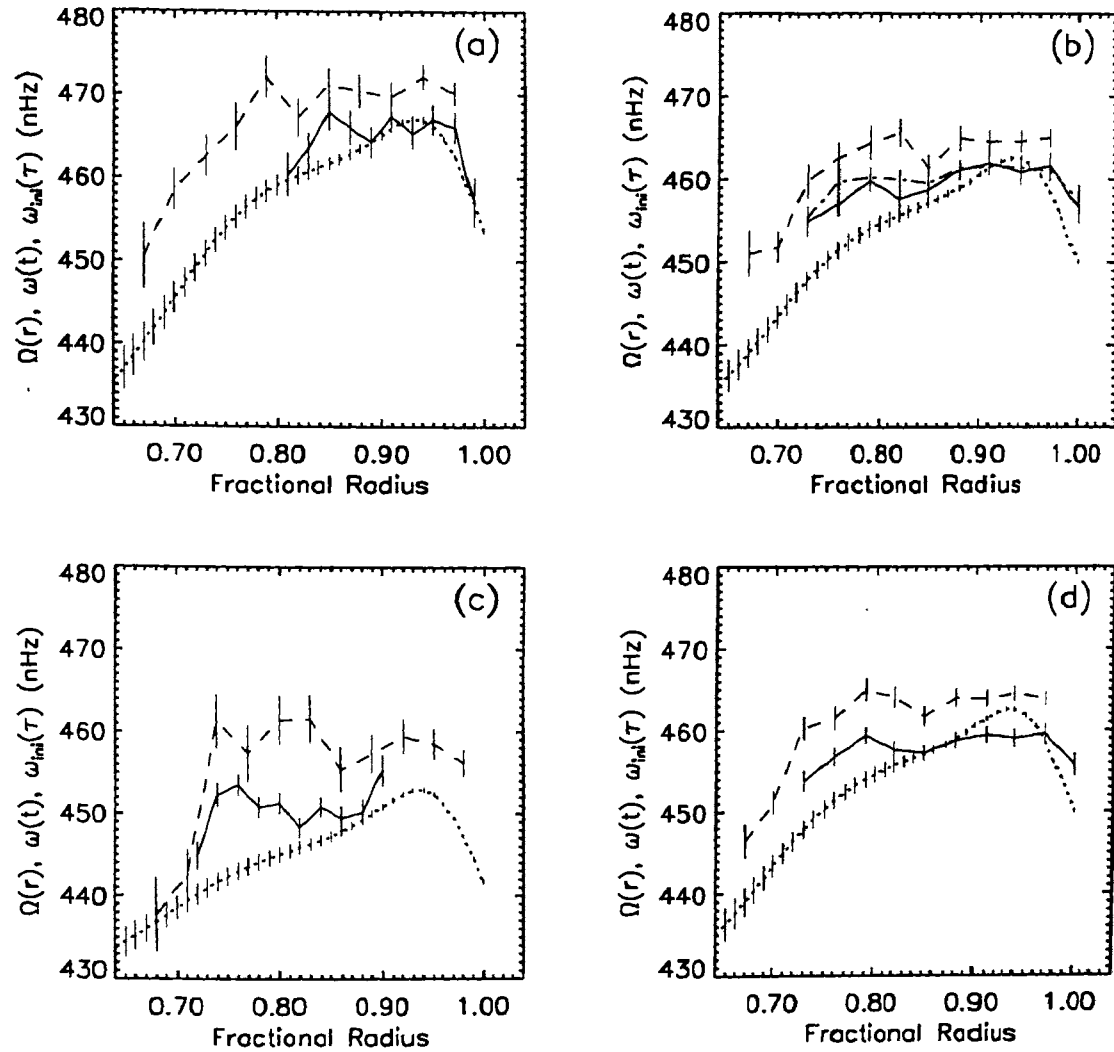 (a)
Ω(r), ω(t), ω_ini(τ) (nHz)
480
470
460
450
440
430
0.70 0.80 0.90 1.00
Fractional Radius
(b)
Ω(r), ω(t), ω_ini(τ) (nHz)
480
470
460
450
440
430
0.70 0.80 0.90 1.00
Fractional Radius
(c)
Ω(r), ω(t), ω_ini(τ) (nHz)
480
470
460
450
440
430
0.70 0.80 0.90 1.00
Fractional Radius
(d)
Ω(r), ω(t), ω_ini(τ) (nHz)
480
470
460
450
440
430
0.70 0.80 0.90 1.00
Fractional Radius